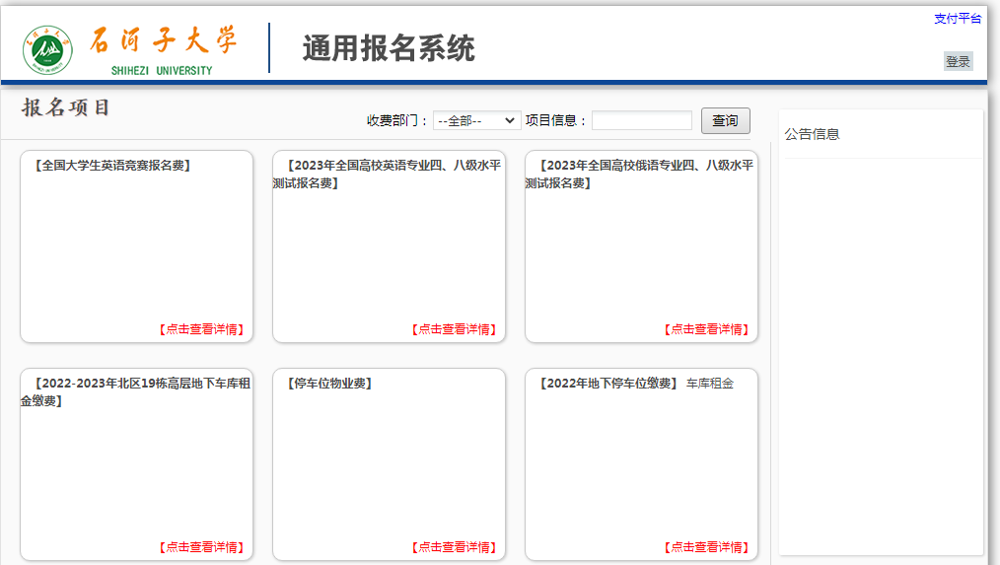 支付平台
石河子大学
SHIHEZI UNIVERSITY
通用报名系统
登录
报名项目
收费部门： --全部-- 项目信息： 查询
公告信息
【全国大学生英语竞赛报名费】
【点击查看详情】
【2023年全国高校英语专业四、八级水平
测试报名费】
【点击查看详情】
【2023年全国高校俄语专业四、八级水平
测试报名费】
【点击查看详情】
【2022-2023年北区19栋高层地下车库租
金缴费】
【点击查看详情】
【停车位物业费】
【点击查看详情】
【2022年地下停车位缴费】 车库租金
【点击查看详情】